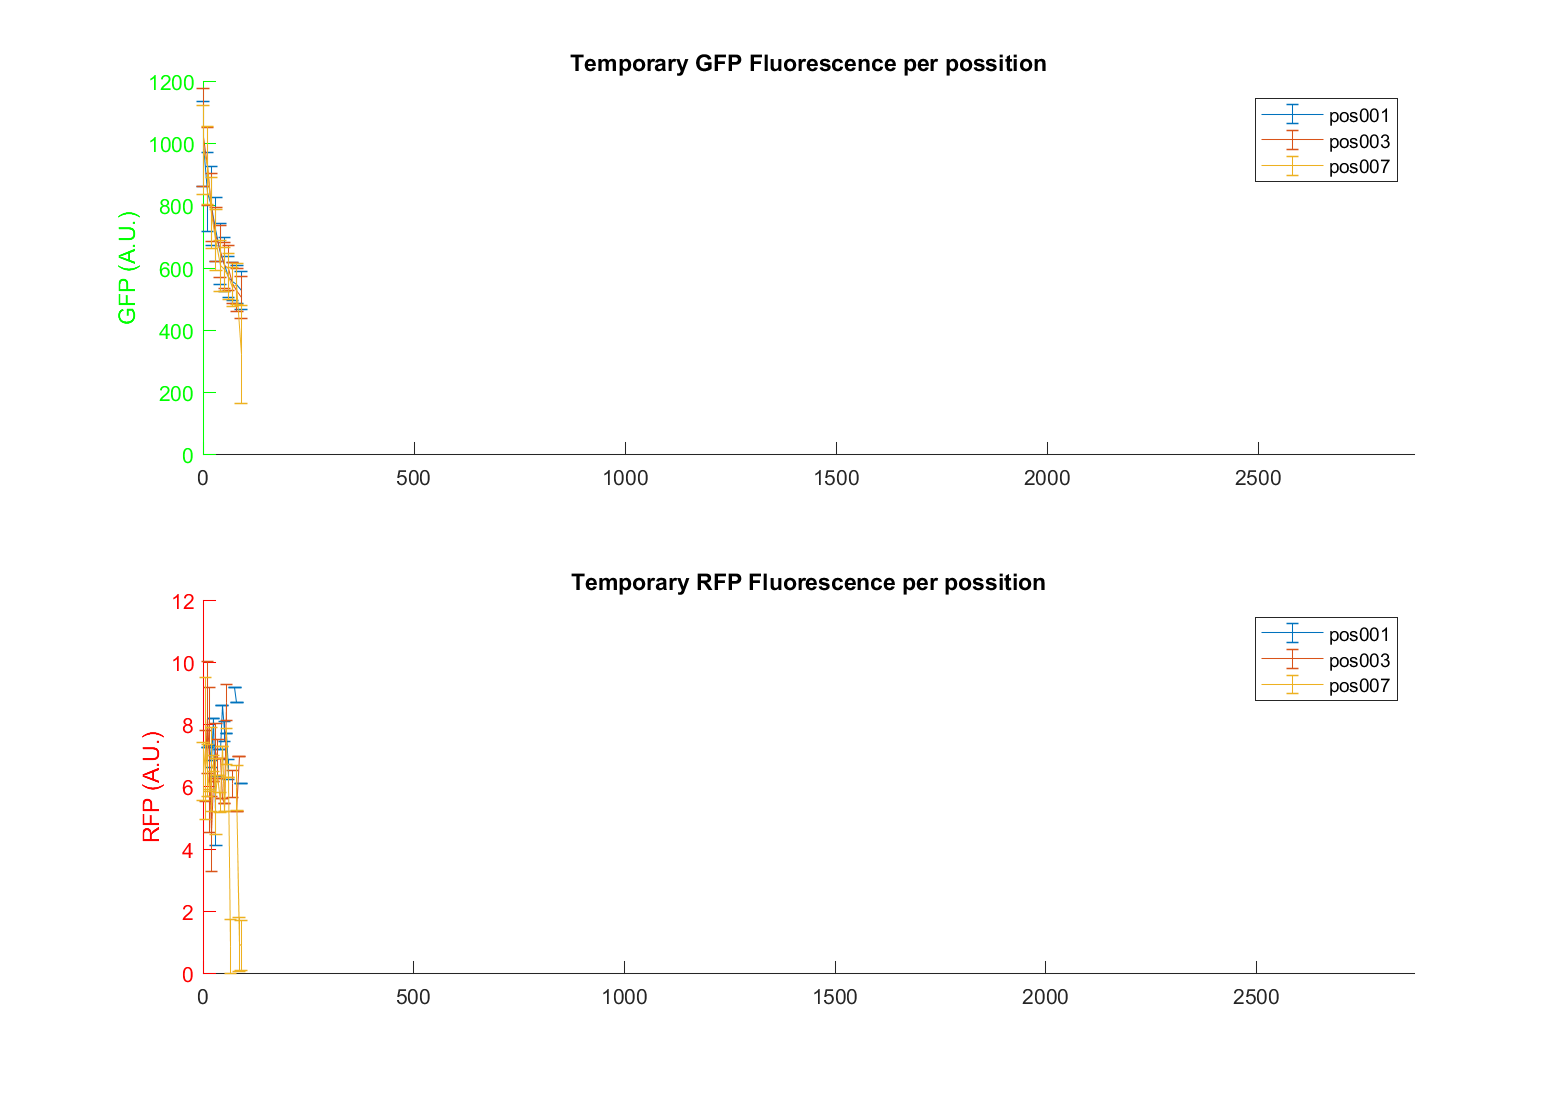 Temporary GFP Fluorescence per possition
1200
1000
800
600
400
200
0
GFP (A.U.)
0 500 1000 1500 2000 2500
pos001
pos003
pos007
Temporary RFP Fluorescence per possition
12
10
8
6
4
2
0
RFP (A.U.)
0 500 1000 1500 2000 2500
pos001
pos003
pos007